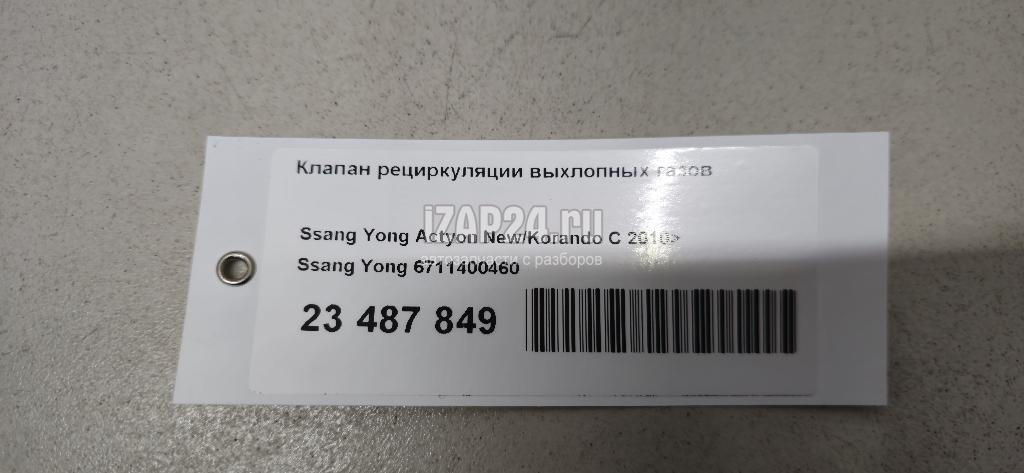 Клапан рециркуляции выхлопных газов
iZAP24.ru
Ssang Yong Actyon New/Korando C 2010>
автозапчасти с разборов
Ssang Yong 6711400460
23 487 849